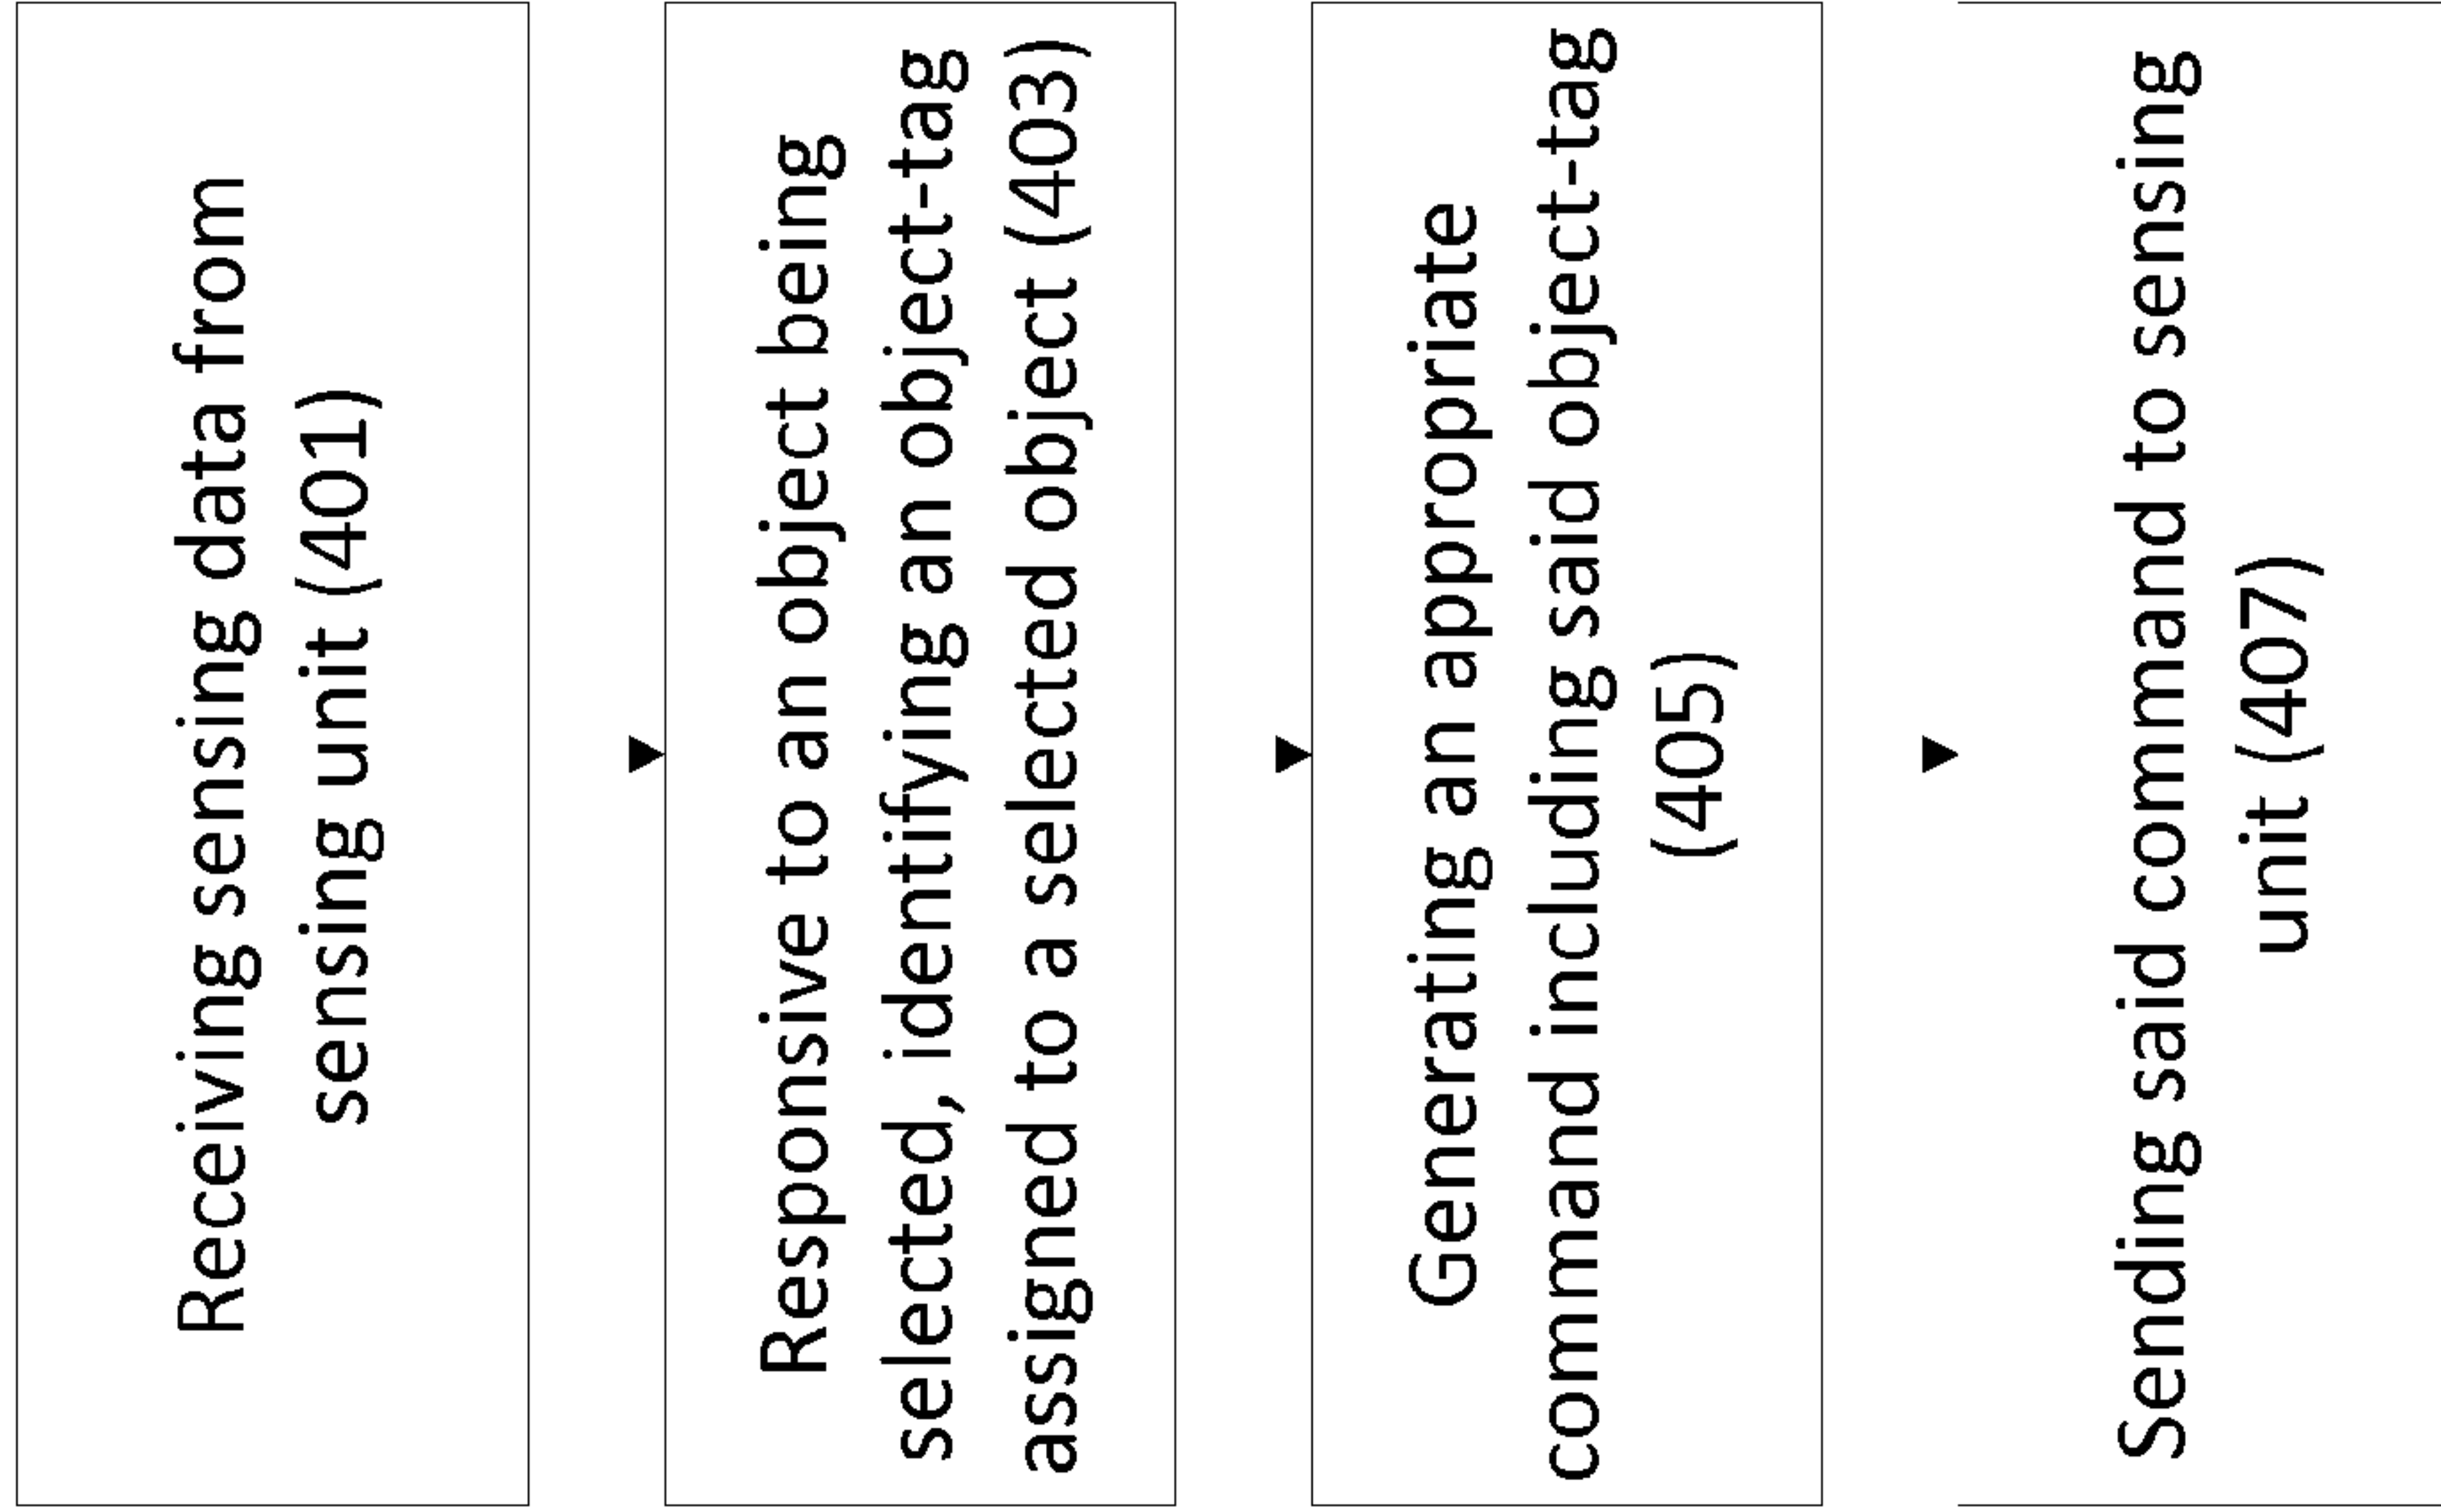 Receiving sensing data from
sensing unit (401)
Responsive to an object being
selected, identifying an object-tag
assigned to a selected object (403)
Generating an appropriate
command including said object-tag
(405)
Sending said command to sensing
unit (407)